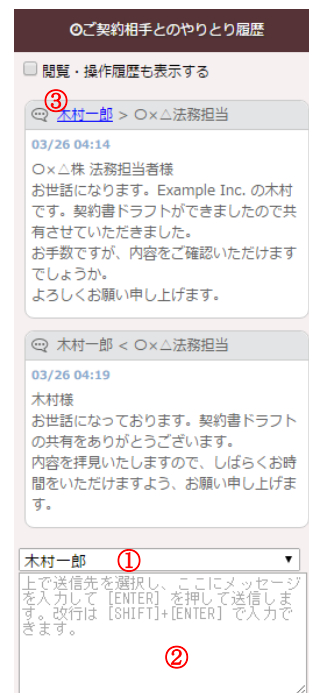 ご契約相手とのやりとり履歴
閲覧・操作履歴も表示する
③
木村一郎 > 〇×△法務担当
03/26 04:14
〇×△株 法務担当者様
お世話になります。Example Inc. の木村
です。契約書ドラフトができましたので共
有させていただきました。
お手数ですが、内容をご確認いただけます
でしょうか。
よろしくお願い申し上げます。
木村一郎 < 〇×△法務担当
03/26 04:19
木村様
お世話になっております。契約書ドラフト
の共有をありがとうございます。
内容を拝見いたしますので、しばらくお時
間をいただけますよう、お願い申し上げま
す。
木村一郎 ① ▼
上で送信先を選択し、ここにメッセージ
を入力して [ENTER] を押して送信しま
す。改行は [SHIFT]+[ENTER] で入力で
きます。
②